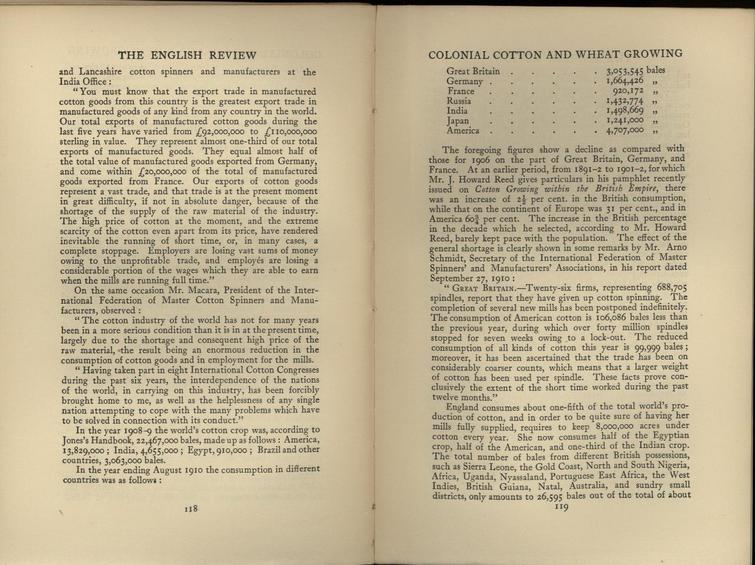 THE ENGLISH REVIEW
and Lancashire cotton spinners and manufacturers at the
India Office :
“ You must know that the export trade in manufactured
cotton goods from this country is the greatest export trade in
manufactured goods of any kind from any country in the world.
Our total exports of manufactured cotton goods during the
last five years have varied from £92,000,000 to £110,000,000
sterling in value. They represent almost one-third of our total
exports of manufactured goods. They equal almost half of
the total value of manufactured goods exported from Germany,
and come within £20,000,000 of the total of manufactured
goods exported from France. Our exports of cotton goods
represent a vast trade, and that trade is at the present moment
in great difficulty, if not in absolute danger, because of the
shortage of the supply of the raw material of the industry.
The high price of cotton at the moment, and the extreme
scarcity of the cotton even apart from its price, have rendered
inevitable the running of short time, or, in many cases, a
complete stoppage. Employers are losing vast sums of money
owing to the unprofitable trade, and employés are losing a
considerable portion of the wages which they are able to earn
when the mills are running full time.”
On the same occasion Mr. Macara, President of the Inter-
national Federation of Master Cotton Spinners and Manu-
facturers, observed :
“ The cotton industry of the world has not for many years
been in a more serious condition than it is in at the present time,
largely due to the shortage and consequent high price of the
raw material, the result being an enormous reduction in the
consumption of cotton goods and in employment for the mills.
“ Having taken part in eight International Cotton Congresses
during the past six years, the interdependence of the nations
of the world, in carrying on this industry, has been forcibly
brought home to me, as well as the helplessness of any single
nation attempting to cope with the many problems which have
to be solved in connection with its conduct.”
In the year 1908-9 the world’s cotton crop was, according to
Jones’s Handbook, 22,467,000 bales, made up as follows : America,
13,829,000 ; India, 4,655,000 ; Egypt, 910,000 ; Brazil and other
countries, 3,063,000 bales.
In the year ending August 1910 the consumption in different
countries was as follows :
118
COLONIAL COTTON AND WHEAT GROWING
Great Britain . . . . . 3,053,545 bales
Germany . . . . . . 1,664,426 „
France . . . . . . 920,172 „
Russia . . . . . . 1,432,774 „
India . . . . . . 1,498,669 „
Japan . . . . . . 1,241,000 „
America . . . . . . 4,707,000 „
The foregoing figures show a decline as compared with
those for 1906 on the part of Great Britain, Germany, and
France. At an earlier period, from 1891-2 to 1901-2, for which
Mr. J. Howard Reed gives particulars in his pamphlet recently
issued on Cotton Growing within the British Empire, there
was an increase of 2½ per cent. in the British consumption,
while that on the continent of Europe was 31 per cent., and in
America 60¾ per cent. The increase in the British percentage
in the decade which he selected, according to Mr. Howard
Reed, barely kept pace with the population. The effect of the
general shortage is clearly shown in some remarks by Mr. Arno
Schmidt, Secretary of the International Federation of Master
Spinners’ and Manufacturers’ Associations, in his report dated
September 27, 1910 :
“ GREAT BRITAIN.—Twenty-six firms, representing 688,705
spindles, report that they have given up cotton spinning. The
completion of several new mills has been postponed indefinitely.
The consumption of American cotton is 106,086 bales less than
the previous year, during which over forty million spindles
stopped for seven weeks owing to a lock-out. The reduced
consumption of all kinds of cotton this year is 99,999 bales ;
moreover, it has been ascertained that the trade has been on
considerably coarser counts, which means that a larger weight
of cotton has been used per spindle. These facts prove con-
clusively the extent of the short time worked during the past
twelve months.”
England consumes about one-fifth of the total world’s pro-
duction of cotton, and in order to be quite sure of having her
mills fully supplied, requires to keep 8,000,000 acres under
cotton every year. She now consumes half of the Egyptian
crop, half of the American, and one-third of the Indian crop.
The total number of bales from different British possessions,
such as Sierra Leone, the Gold Coast, North and South Nigeria,
Africa, Uganda, Nyassaland, Portuguese East Africa, the West
Indies, British Guiana, Natal, Australia, and sundry small
districts, only amounts to 26,595 bales out of the total of about
119